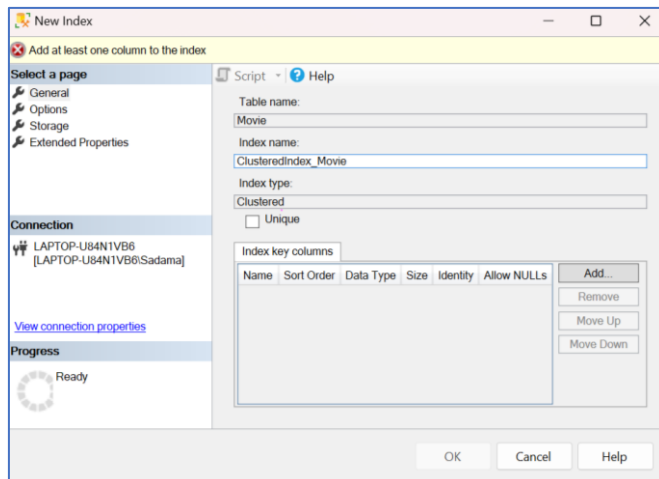 New Index
Add at least one column to the index
Select a page
General
Options
Storage
Extended Properties
Connection
LAPTOP-U84N1VB6
[LAPTOP-U84N1VB6\Sadama]
View connection properties
Progress
Ready
Script Help
Table name:
Movie
Index name:
ClusteredIndex_Movie
Index type:
Clustered
Unique
Index key columns
Name Sort Order Data Type Size Identity Allow NULLs
Add...
Remove
Move Up
Move Down
OK Cancel Help